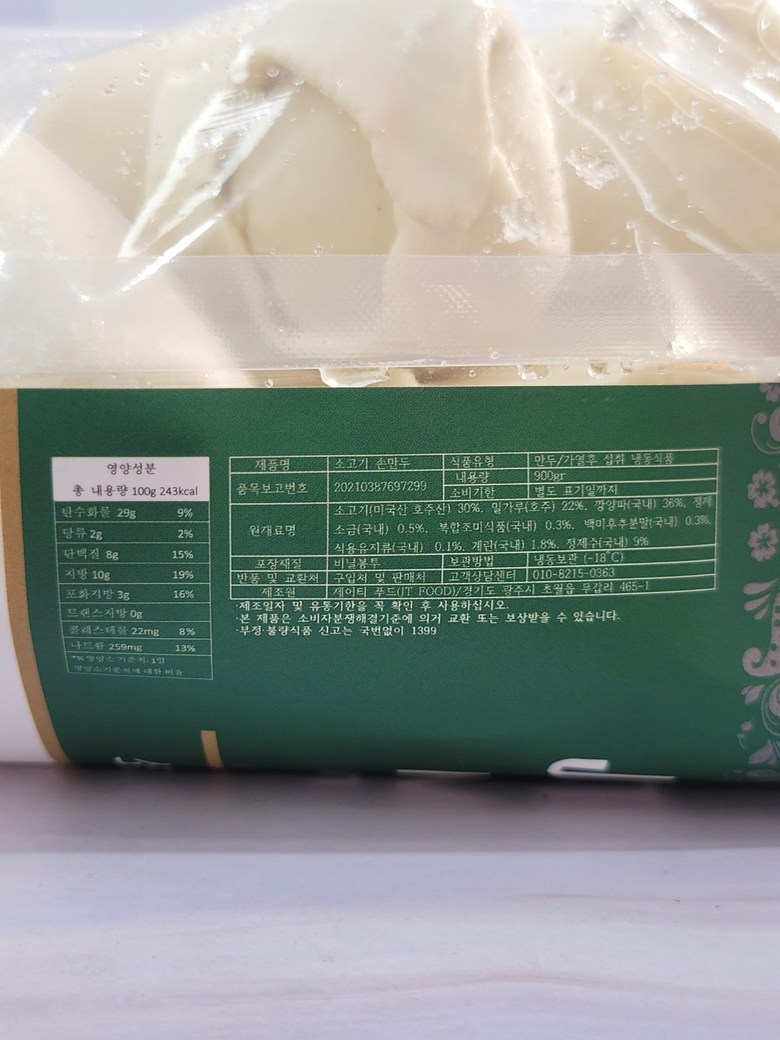 영양성분
총 내용량 100g 243kcal
탄수화물 29g 9%
당류 2g 2%
단백질 8g 15%
지방 10g 19%
포화지방 3g 16%
트랜스지방 0g
콜레스테롤 22mg 8%
나트륨 259mg 13%
영양소기준치에 대한 비율
제품명 소고기 손만두 식품유형 만두/가열후 섭취 냉동식품
품목보고번호 20210387697299 내용량 900gr
소비기한 별도 표기일까지
원재료명 소고기(미국산 호주산) 30%, 밀가루(호주) 22%, 양파(국내) 36%, 정제
소금(국내) 0.5%, 복합조미식품(국내) 0.3%, 백미후추분말(국내) 0.3%,
식용유지류(국내) 0.1%, 계란(국내) 1.8%, 정제수(국내) 9%
포장재질 비닐봉투 보관방법 냉동보관 (-18℃)
반품 및 교환처 구입처 및 판매처 고객상담센터 010-8215-0363
제조원 제이티 푸드(JT FOOD)/경기도 광주시 초월읍 무갑리 465-1
·제조일자 및 유통기한을 꼭 확인 후 사용하십시오.
·본 제품은 소비자분쟁해결기준에 의거 교환 또는 보상받을 수 있습니다.
·부정·불량식품 신고는 국번없이 1399